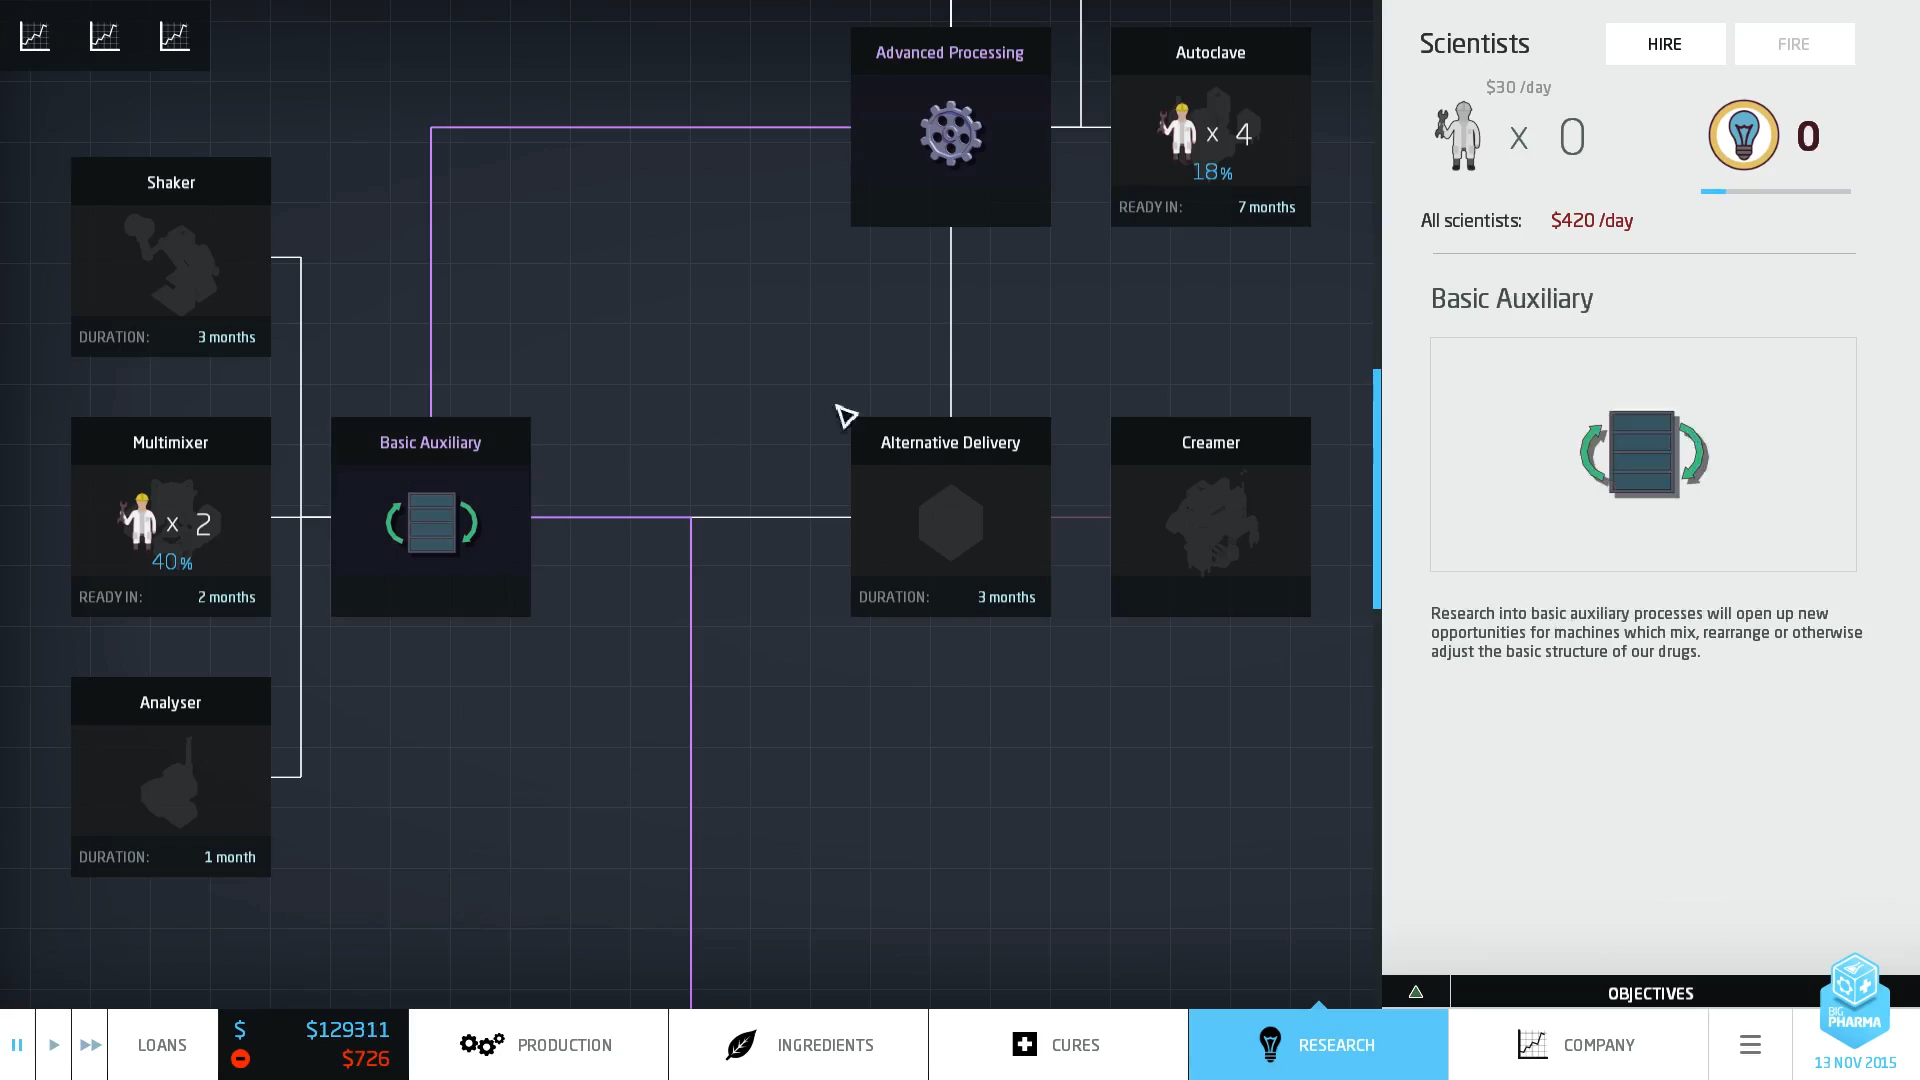 Advanced Processing
Autoclave
x 4
18%
READY IN: 7 months
Shaker
DURATION: 3 months
Multimixer
x 2
40%
READY IN: 2 months
Basic Auxiliary
Alternative Delivery
DURATION: 3 months
Creamer
Analyser
DURATION: 1 month
Scientists
HIRE
FIRE
$30 /day
x 0
0
All scientists: $420 /day
Basic Auxiliary
Research into basic auxiliary processes will open up new
opportunities for machines which mix, rearrange or otherwise
adjust the basic structure of our drugs.
OBJECTIVES
LOANS
$ $129311
$726
PRODUCTION
INGREDIENTS
CURES
RESEARCH
COMPANY
BIG
PHARMA
13 NOV 2015